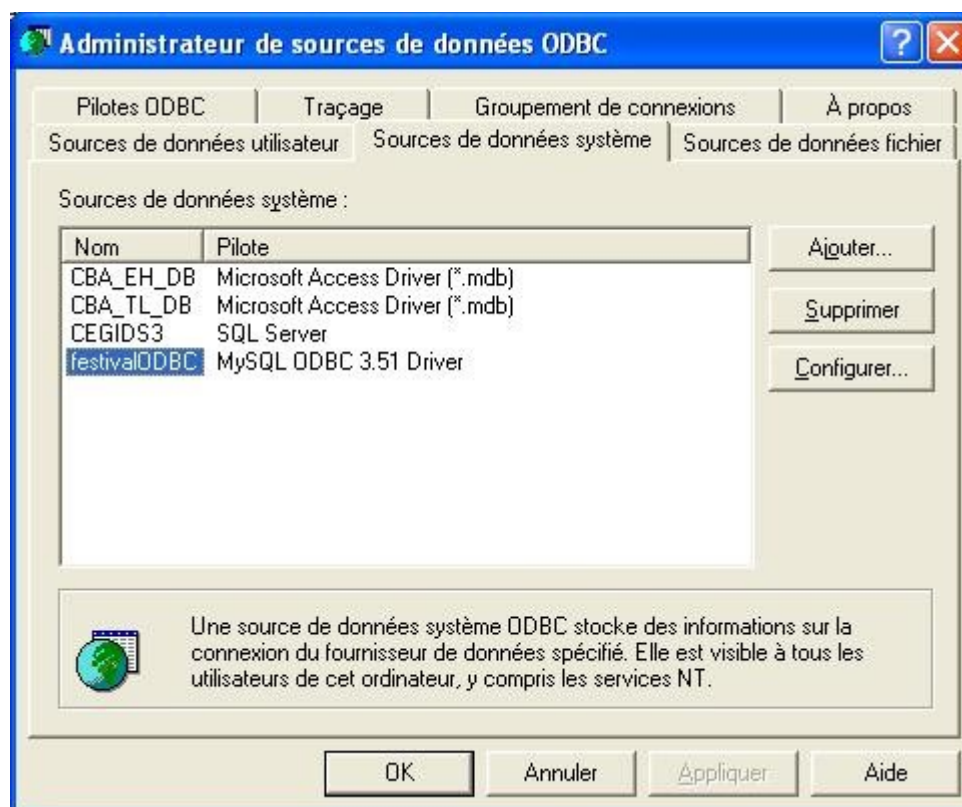 Administrateur de sources de données ODBC
Pilotes ODBC Traçage Groupement de connexions À propos
Sources de données utilisateur Sources de données système Sources de données fichier
Sources de données système :
Nom Pilote
CBA_EH_DB Microsoft Access Driver (*.mdb)
CBA_TL_DB Microsoft Access Driver (*.mdb)
CEGIDS3 SQL Server
festivalODBC MySQL ODBC 3.51 Driver
Ajouter...
Supprimer
Configurer...
Une source de données système ODBC stocke des informations sur la
connexion du fournisseur de données spécifié. Elle est visible à tous les
utilisateurs de cet ordinateur, y compris les services NT.
OK Annuler Appliquer Aide